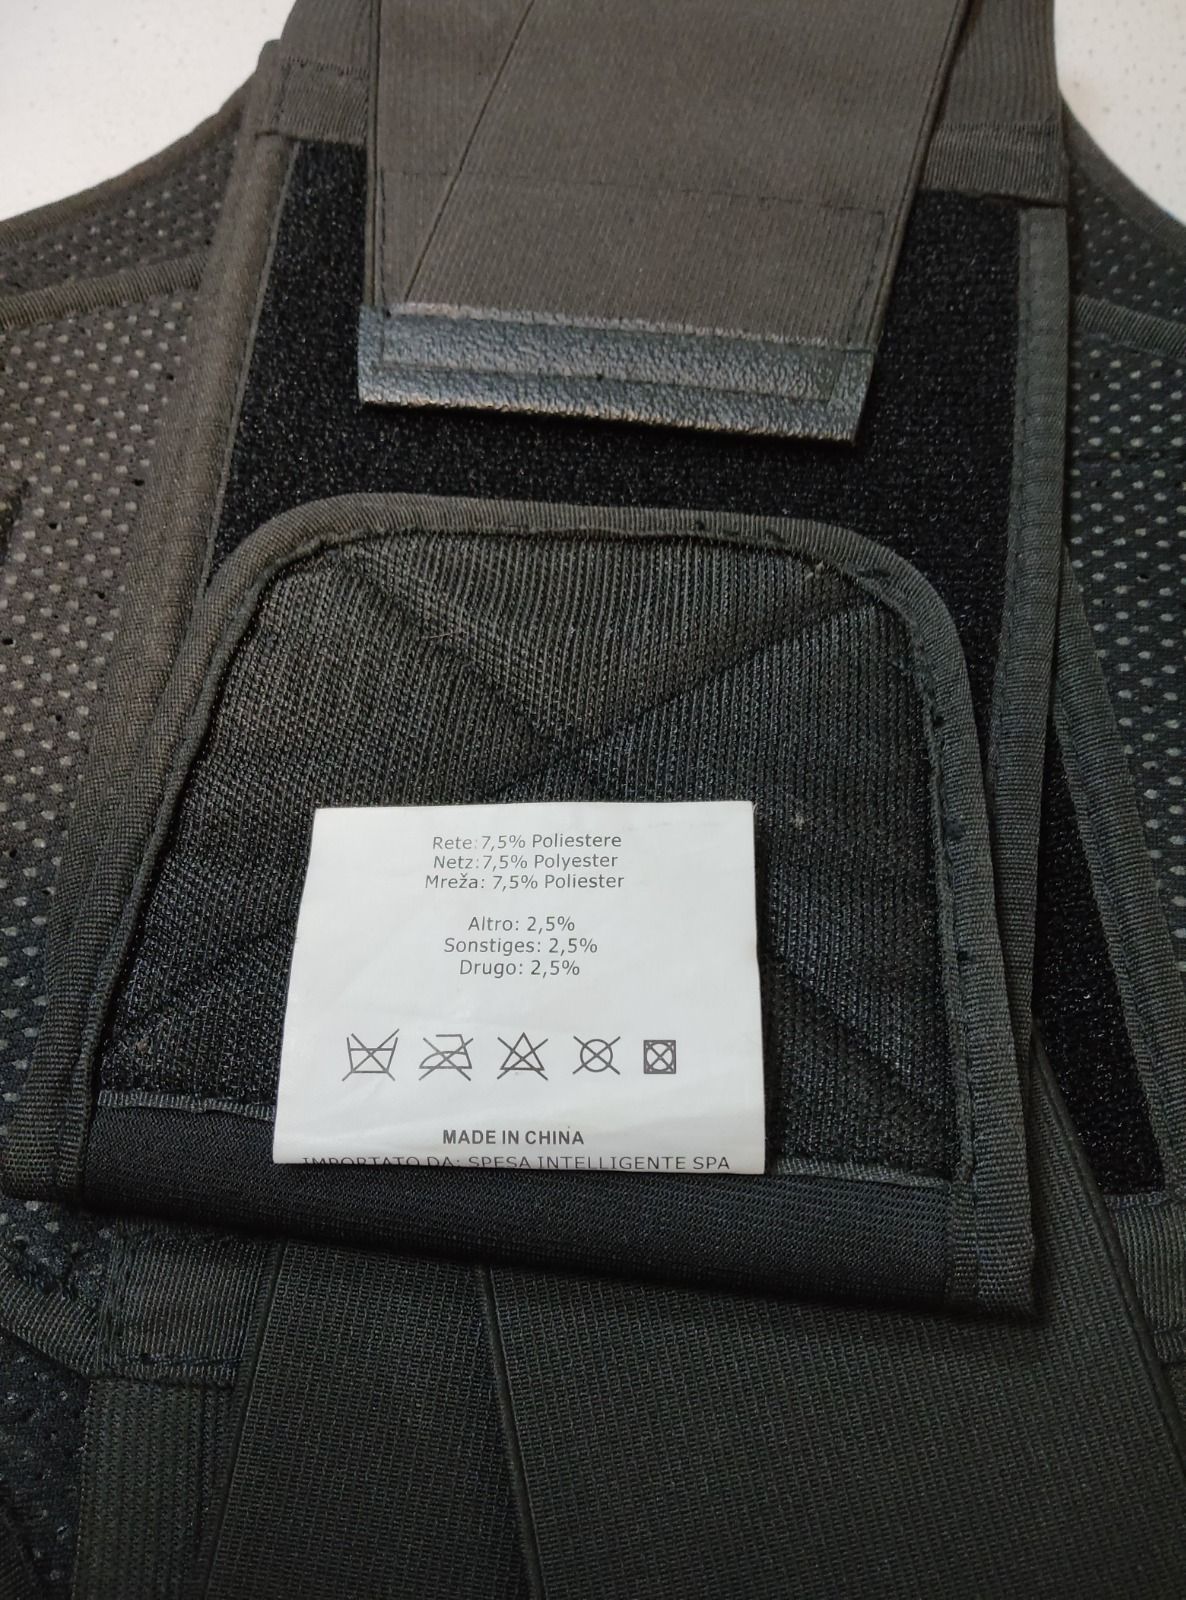 Rete:7,5% Poliestere
Netz:7,5% Polyester
Mreža: 7,5% Poliester
Altro: 2,5%
Sonstiges: 2,5%
Drugo: 2,5%
MADE IN CHINA
IMPORTATO DA: SPESA INTELLIGENTE SPA